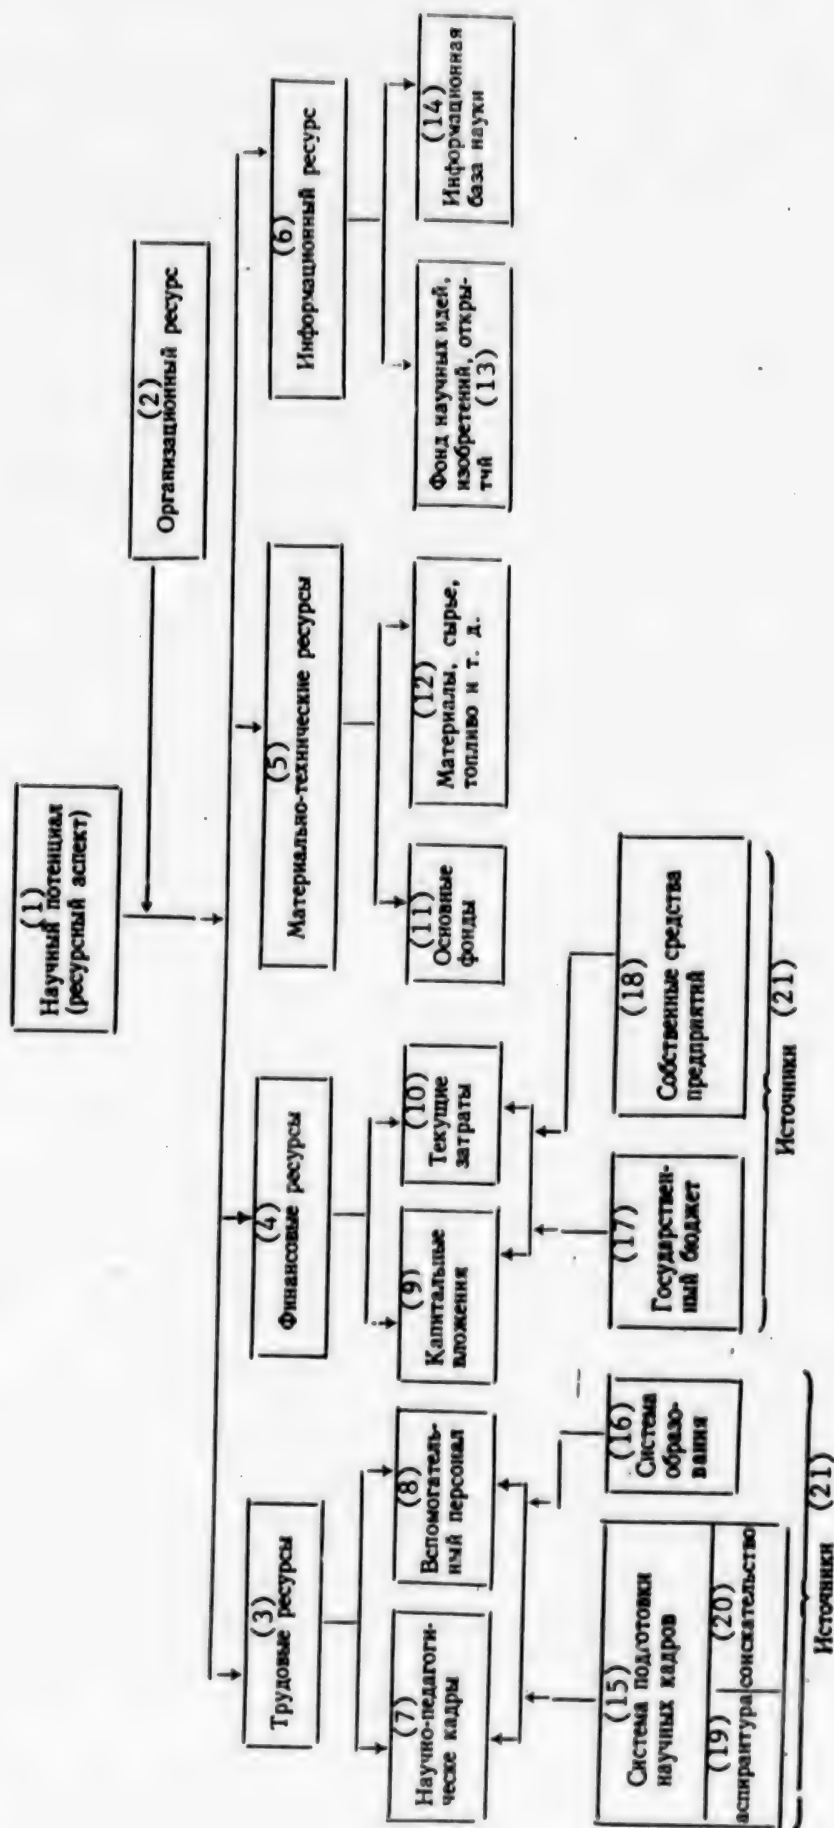 (1)
Научный потенциал
(ресурсный аспект)
(2)
Организационный ресурс
(3)
Трудовые ресурсы
(4)
Финансовые ресурсы
(5)
Материально-технические ресурсы
(6)
Информационный ресурс
(7)
Научно-педагоги-
ческе кадры
(8)
Вспомогатель-
ный персонал
(9)
Капитальные
вложения
(10)
Текущие
затраты
(11)
Основные
фонды
(12)
Материалы, сырье,
топливо и т. д.
Фонд научных идей,
изобретений, откры-
тчй (13)
(14)
Информационная
база науки
(15)
Система подготовки
научных кадров
(19)
аспирантура
(20)
соискательство
(16)
Система
образо-
вания
(17)
Государствен-
ный бюджет
(18)
Собственные средства
предприятий
Источники (21)
Источники (21)